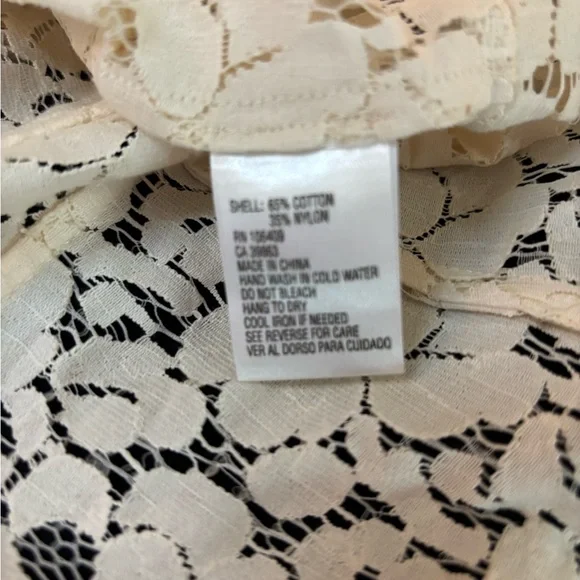 SHELL: 65% COTTON
35% NYLON
RN 106409
CA 39963
MADE IN CHINA
HAND WASH IN COLD WATER
DO NOT BLEACH
HANG TO DRY
COOL IRON IF NEEDED
SEE REVERSE FOR CARE
VER AL DORSO PARA CUIDADO